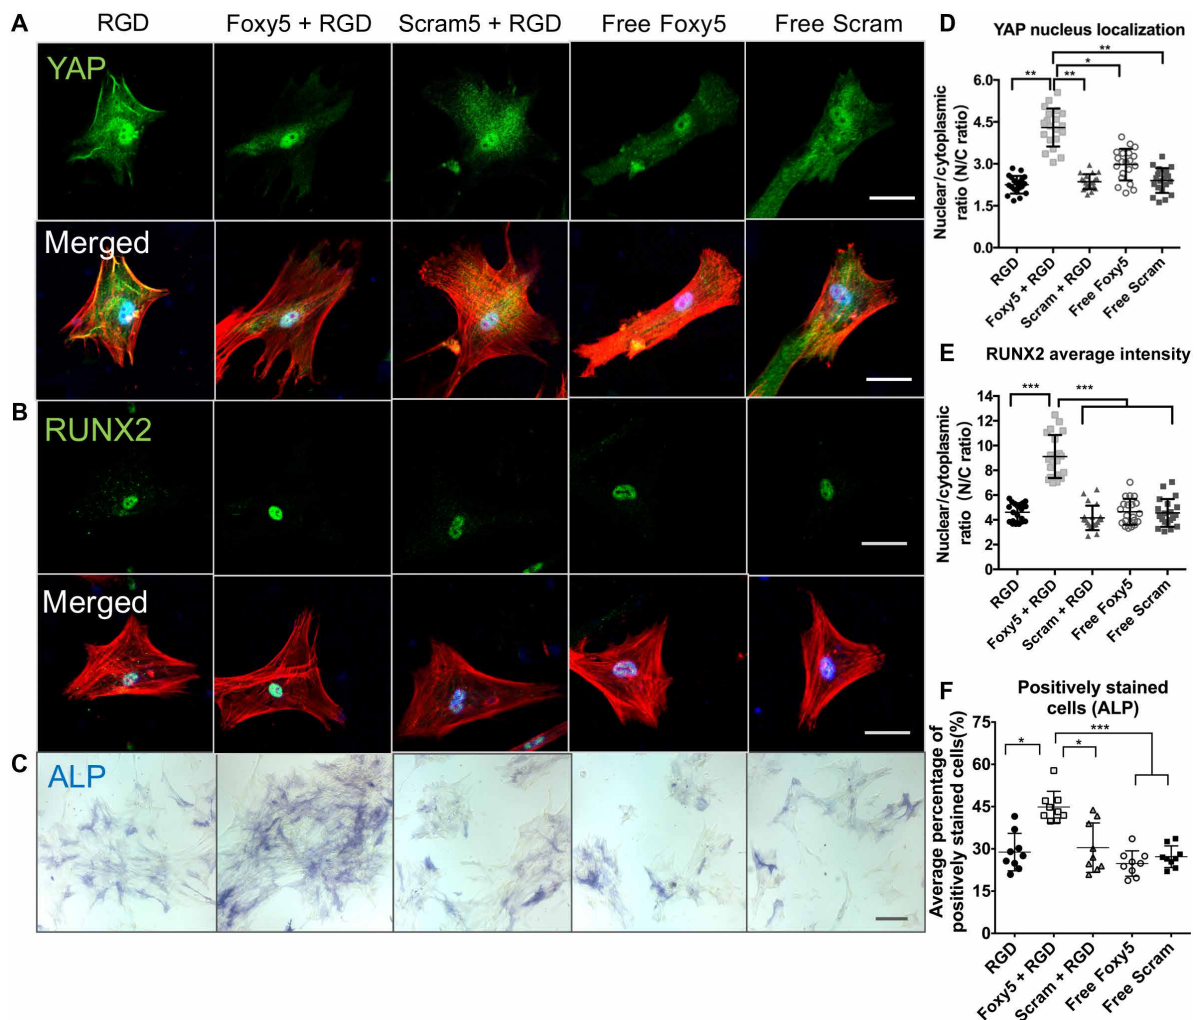 A
RGD
Foxy5 + RGD
Scram5 + RGD
Free Foxy5
Free Scram
YAP
Merged
B
RUNX2
Merged
C
ALP
D
YAP nucleus localization
Nuclear/cytoplasmic
ratio (N/C ratio)
**
*
**
**
6.0
4.5
3.0
1.5
0.0
RGD
Foxy5 + RGD
Scram + RGD
Free Foxy5
Free Scram
E
RUNX2 average intensity
Nuclear/cytoplasmic
ratio (N/C ratio)
***
***
14
12
10
8
6
4
2
0
RGD
Foxy5 + RGD
Scram + RGD
Free Foxy5
Free Scram
F
Positively stained
cells (ALP)
Average percentage of
positively stained cells(%)
***
*
*
75
60
45
30
15
0
RGD
Foxy5 + RGD
Scram + RGD
Free Foxy5
Free Scram